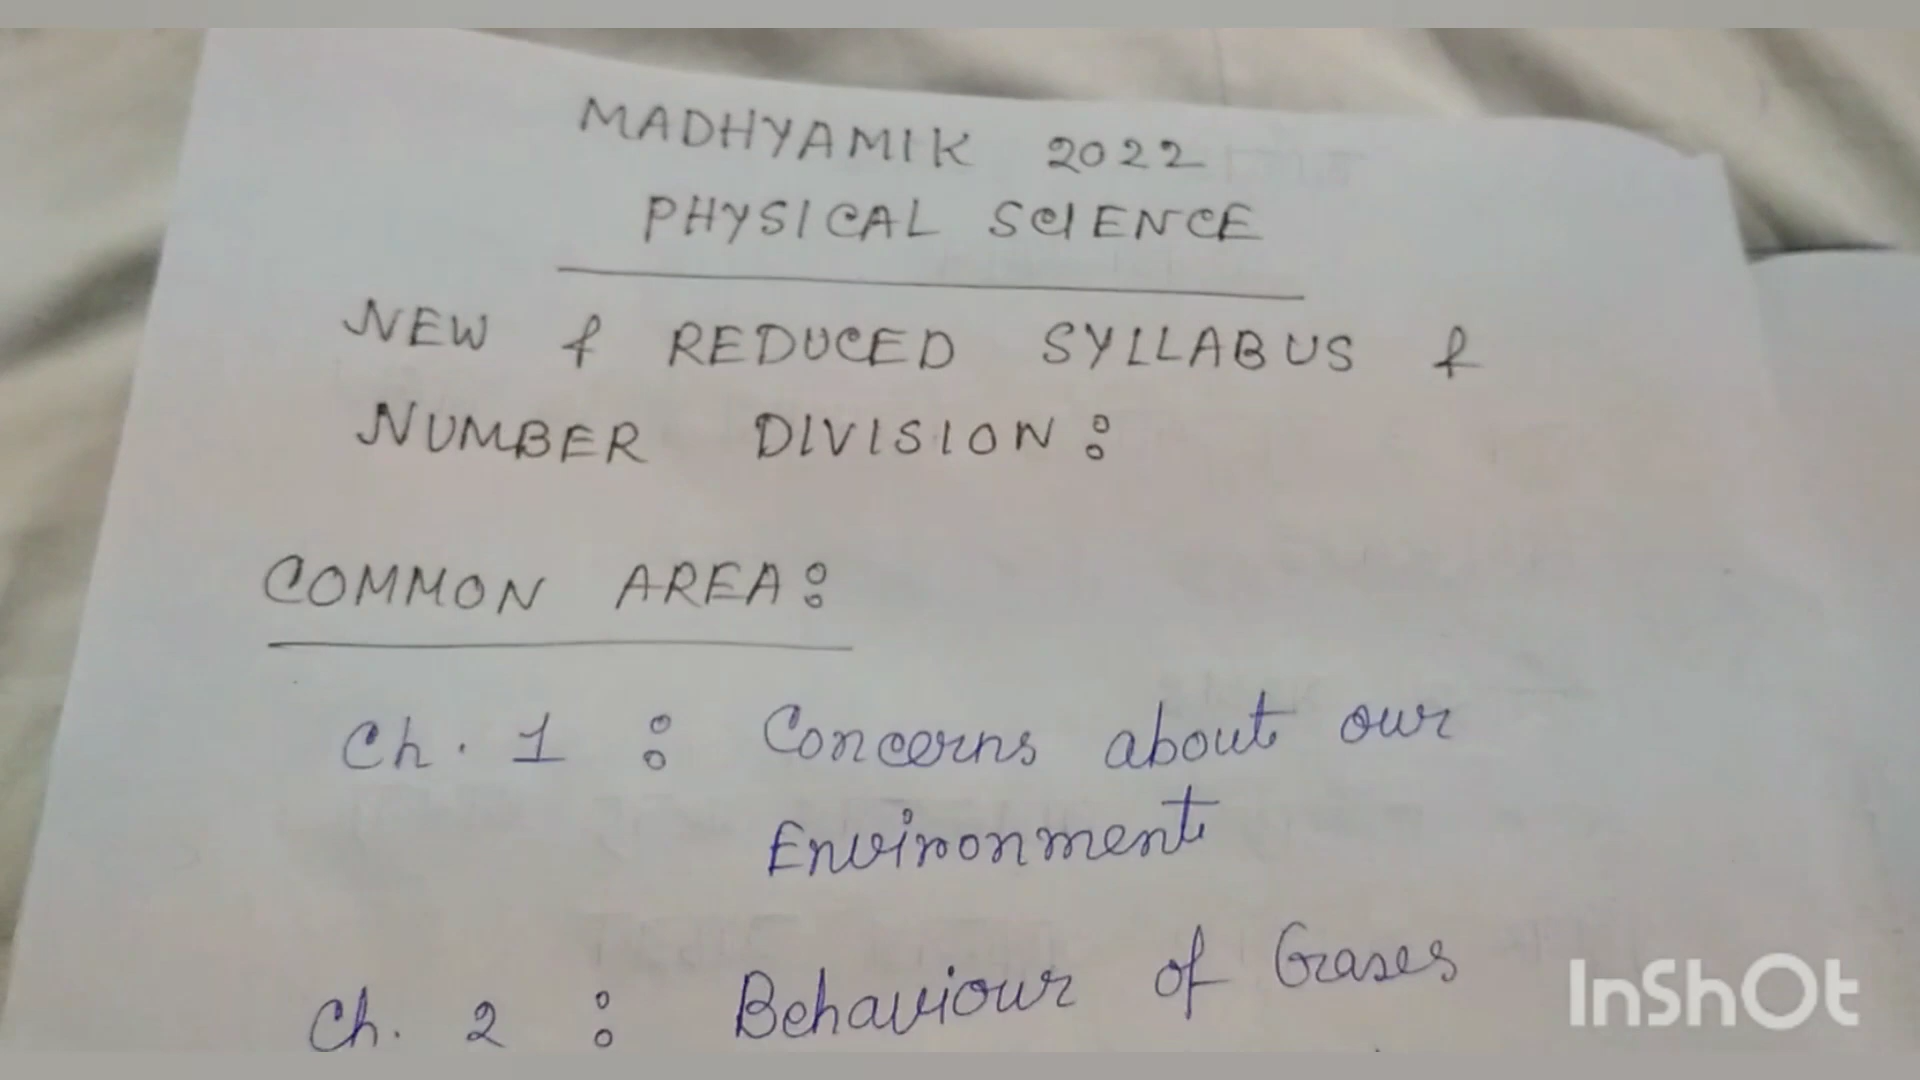 MADHYAMIK 2022
PHYSICAL SCIENCE
NEW & REDUCED SYLLABUS &
NUMBER DIVISION:
COMMON AREA:
Ch. 1 : Concerns about our
Environment
Ch. 2 : Behaviour of Gases
InShOt